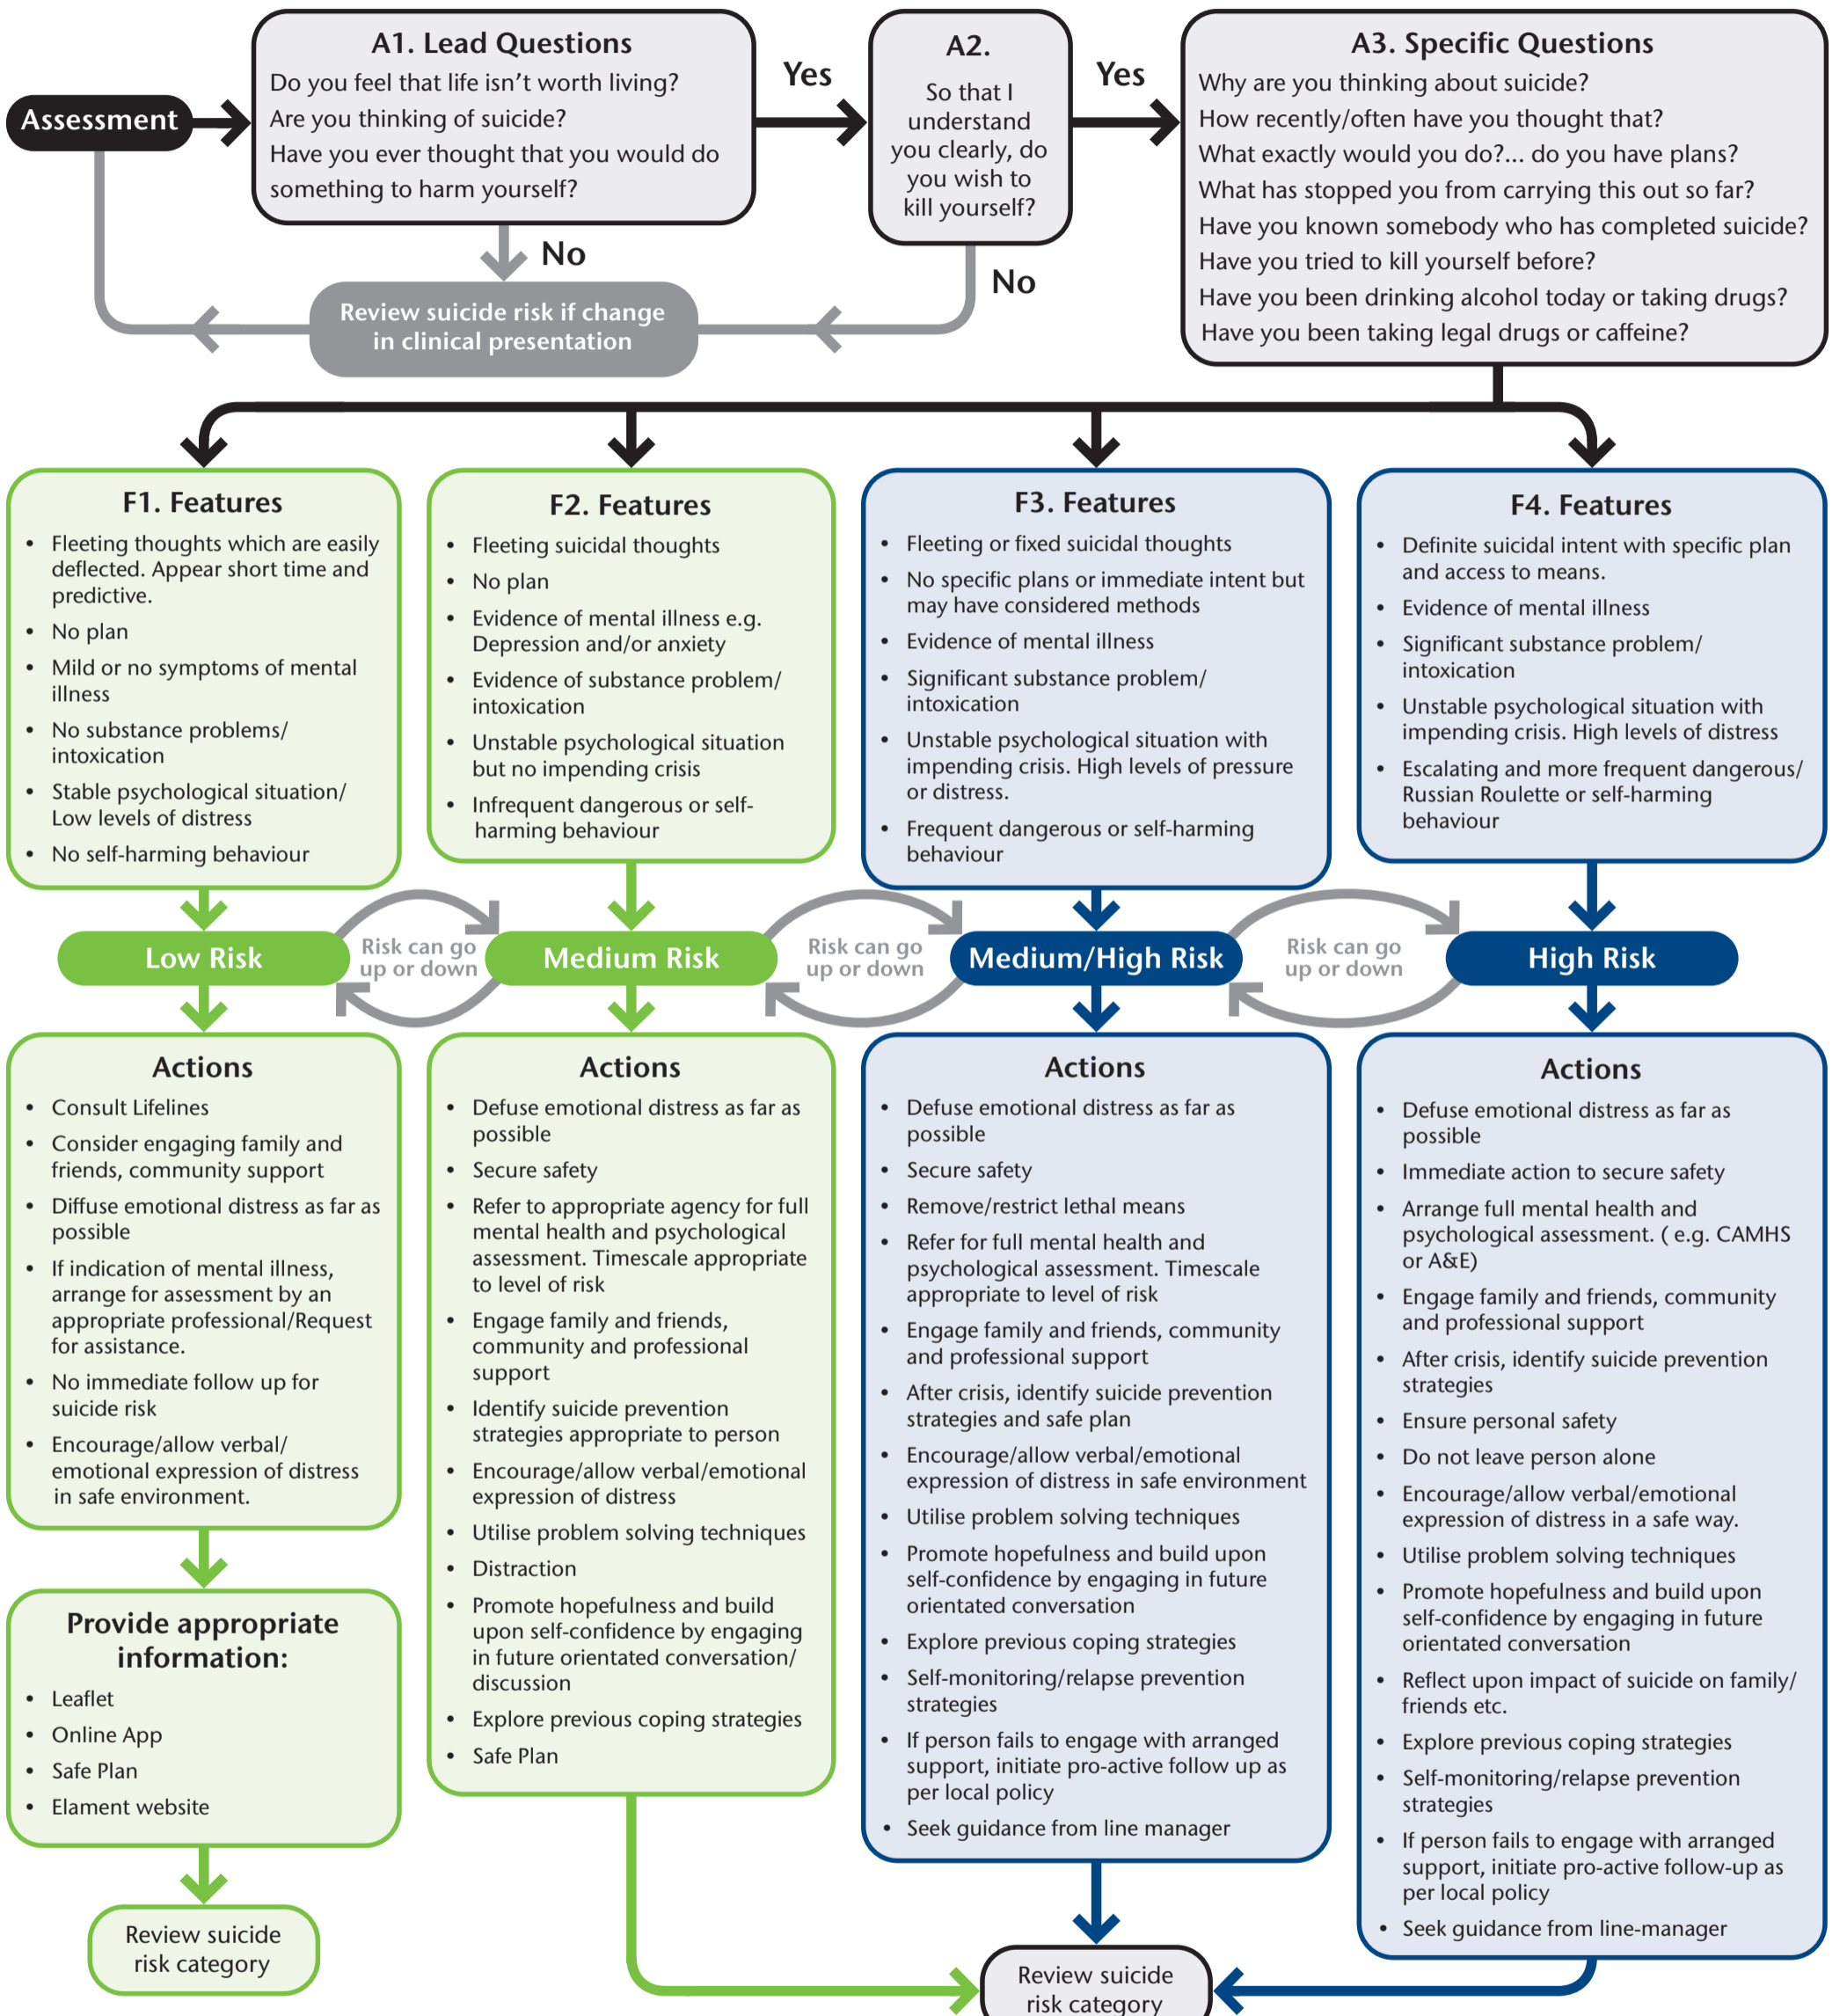 Assessment
A1. Lead Questions
Do you feel that life isn’t worth living?
Are you thinking of suicide?
Have you ever thought that you would do
something to harm yourself?
Yes
A2.
So that I
understand
you clearly, do
you wish to
kill yourself?
Yes
A3. Specific Questions
Why are you thinking about suicide?
How recently/often have you thought that?
What exactly would you do?... do you have plans?
What has stopped you from carrying this out so far?
Have you known somebody who has completed suicide?
Have you tried to kill yourself before?
Have you been drinking alcohol today or taking drugs?
Have you been taking legal drugs or caffeine?
No
No
Review suicide risk if change
in clinical presentation
F1. Features
• Fleeting thoughts which are easily
deflected. Appear short time and
predictive.
• No plan
• Mild or no symptoms of mental
illness
• No substance problems/
intoxication
• Stable psychological situation/
Low levels of distress
• No self-harming behaviour
F2. Features
• Fleeting suicidal thoughts
• No plan
• Evidence of mental illness e.g.
Depression and/or anxiety
• Evidence of substance problem/
intoxication
• Unstable psychological situation
but no impending crisis
• Infrequent dangerous or self-
harming behaviour
F3. Features
• Fleeting or fixed suicidal thoughts
• No specific plans or immediate intent but
may have considered methods
• Evidence of mental illness
• Significant substance problem/
intoxication
• Unstable psychological situation with
impending crisis. High levels of pressure
or distress.
• Frequent dangerous or self-harming
behaviour
F4. Features
• Definite suicidal intent with specific plan
and access to means.
• Evidence of mental illness
• Significant substance problem/
intoxication
• Unstable psychological situation with
impending crisis. High levels of distress
• Escalating and more frequent dangerous/
Russian Roulette or self-harming
behaviour
Low Risk
Risk can go
up or down
Medium Risk
Risk can go
up or down
Medium/High Risk
Risk can go
up or down
High Risk
Actions
• Consult Lifelines
• Consider engaging family and
friends, community support
• Diffuse emotional distress as far as
possible
• If indication of mental illness,
arrange for assessment by an
appropriate professional/Request
for assistance.
• No immediate follow up for
suicide risk
• Encourage/allow verbal/
emotional expression of distress
in safe environment.
Provide appropriate
information:
• Leaflet
• Online App
• Safe Plan
• Elament website
Review suicide
risk category
Actions
• Defuse emotional distress as far as
possible
• Secure safety
• Refer to appropriate agency for full
mental health and psychological
assessment. Timescale appropriate
to level of risk
• Engage family and friends,
community and professional
support
• Identify suicide prevention
strategies appropriate to person
• Encourage/allow verbal/emotional
expression of distress
• Utilise problem solving techniques
• Distraction
• Promote hopefulness and build
upon self-confidence by engaging
in future orientated conversation/
discussion
• Explore previous coping strategies
• Safe Plan
Actions
• Defuse emotional distress as far as
possible
• Secure safety
• Remove/restrict lethal means
• Refer for full mental health and
psychological assessment. Timescale
appropriate to level of risk
• Engage family and friends, community
and professional support
• After crisis, identify suicide prevention
strategies and safe plan
• Encourage/allow verbal/emotional
expression of distress in safe environment
• Utilise problem solving techniques
• Promote hopefulness and build upon
self-confidence by engaging in future
orientated conversation
• Explore previous coping strategies
• Self-monitoring/relapse prevention
strategies
• If person fails to engage with arranged
support, initiate pro-active follow up as
per local policy
• Seek guidance from line manager
Actions
• Defuse emotional distress as far as
possible
• Immediate action to secure safety
• Arrange full mental health and
psychological assessment. ( e.g. CAMHS
or A&E)
• Engage family and friends, community
and professional support
• After crisis, identify suicide prevention
strategies
• Ensure personal safety
• Do not leave person alone
• Encourage/allow verbal/emotional
expression of distress in a safe way.
• Utilise problem solving techniques
• Promote hopefulness and build upon
self-confidence by engaging in future
orientated conversation
• Reflect upon impact of suicide on family/
friends etc.
• Explore previous coping strategies
• Self-monitoring/relapse prevention
strategies
• If person fails to engage with arranged
support, initiate pro-active follow-up as
per local policy
• Seek guidance from line-manager
Review suicide
risk category